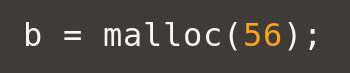 b = malloc(56);